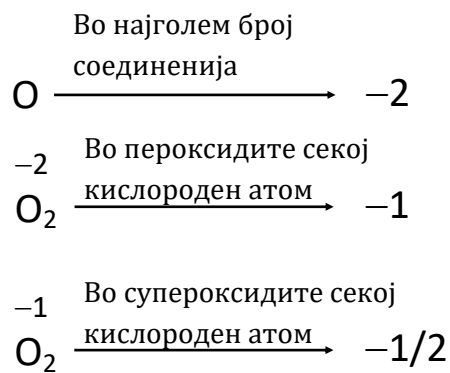 Во најголем број
соединенија
O −2
−2
Во пероксидите секој
кислороден атом
O₂ −1
−1
Во супероксидите секој
кислороден атом
O₂ −1/2